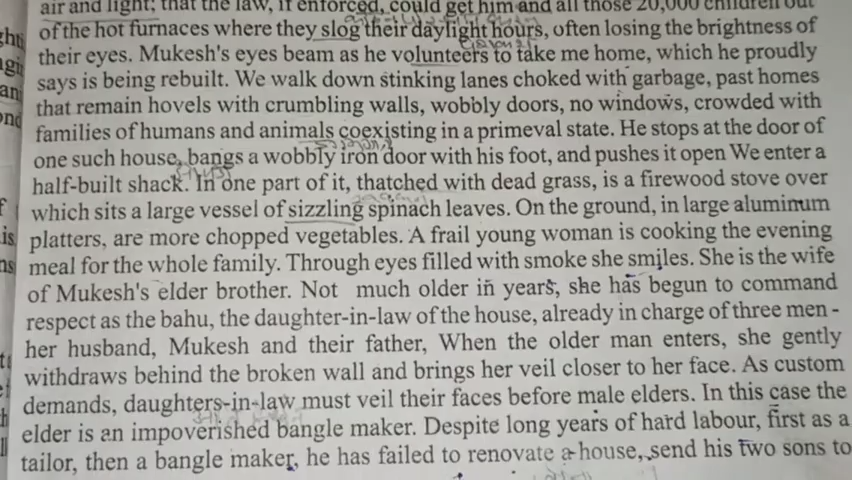 air and light; that the law, if enforced, could get him and all those 20,000 children out
of the hot furnaces where they slog their daylight hours, often losing the brightness of
their eyes. Mukesh's eyes beam as he volunteers to take me home, which he proudly
says is being rebuilt. We walk down stinking lanes choked with garbage, past homes
that remain hovels with crumbling walls, wobbly doors, no windows, crowded with
families of humans and animals coexisting in a primeval state. He stops at the door of
one such house, bangs a wobbly iron door with his foot, and pushes it open We enter a
half-built shack. In one part of it, thatched with dead grass, is a firewood stove over
which sits a large vessel of sizzling spinach leaves. On the ground, in large aluminum
platters, are more chopped vegetables. A frail young woman is cooking the evening
meal for the whole family. Through eyes filled with smoke she smiles. She is the wife
of Mukesh's elder brother. Not much older in years, she has begun to command
respect as the bahu, the daughter-in-law of the house, already in charge of three men -
her husband, Mukesh and their father, When the older man enters, she gently
withdraws behind the broken wall and brings her veil closer to her face. As custom
demands, daughters-in-law must veil their faces before male elders. In this case the
elder is an impoverished bangle maker. Despite long years of hard labour, first as a
tailor, then a bangle maker, he has failed to renovate a house, send his two sons to